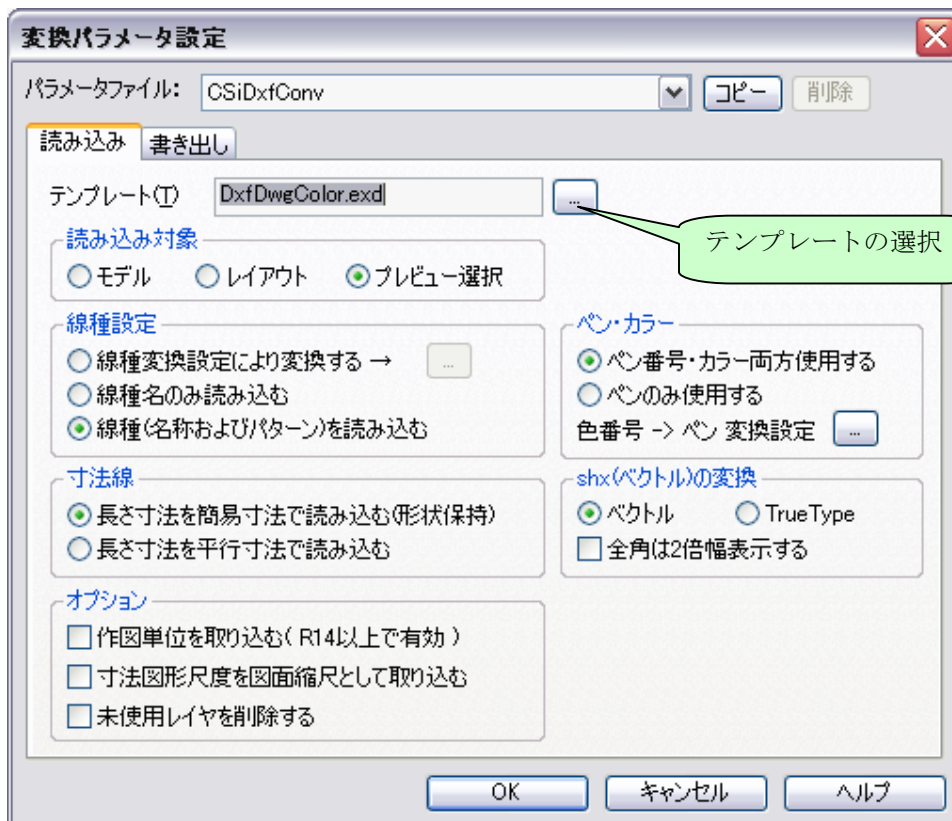 変換パラメータ設定
パラメータファイル: CSiDxfConv コピー 削除
読み込み 書き出し
テンプレート(T) DxfDwgColor.exd ...
テンプレートの選択
読み込み対象
モデル レイアウト プレビュー選択
線種設定
線種変換設定により変換する → ...
線種名のみ読み込む
線種(名称およびパターン)を読み込む
ペン・カラー
ペン番号・カラー両方使用する
ペンのみ使用する
色番号 -> ペン 変換設定 ...
寸法線
長さ寸法を簡易寸法で読み込む(形状保持)
長さ寸法を平行寸法で読み込む
shx(ベクトル)の変換
ベクトル TrueType
全角は2倍幅表示する
オプション
作図単位を取り込む( R14以上で有効 )
寸法図形尺度を図面縮尺として取り込む
未使用レイヤを削除する
OK キャンセル ヘルプ